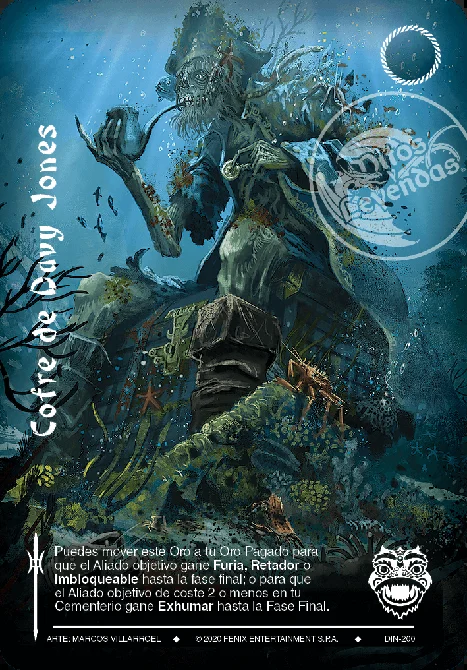 Cofre de Davy Jones
Mitos
y
Leyendas.
Puedes mover este Oro a tu Oro Pagado para
que el Aliado objetivo gane Furia, Retador o
Imbloqueable hasta la fase final; o para que
el Aliado objetivo de coste 2 o menos en tu
Cementerio gane Exhumar hasta la Fase Final.
ARTE: MARCOS VILLARROEL ◆ © 2020 FENIX ENTERTAINMENT S.R.A. ◆ DIN-200